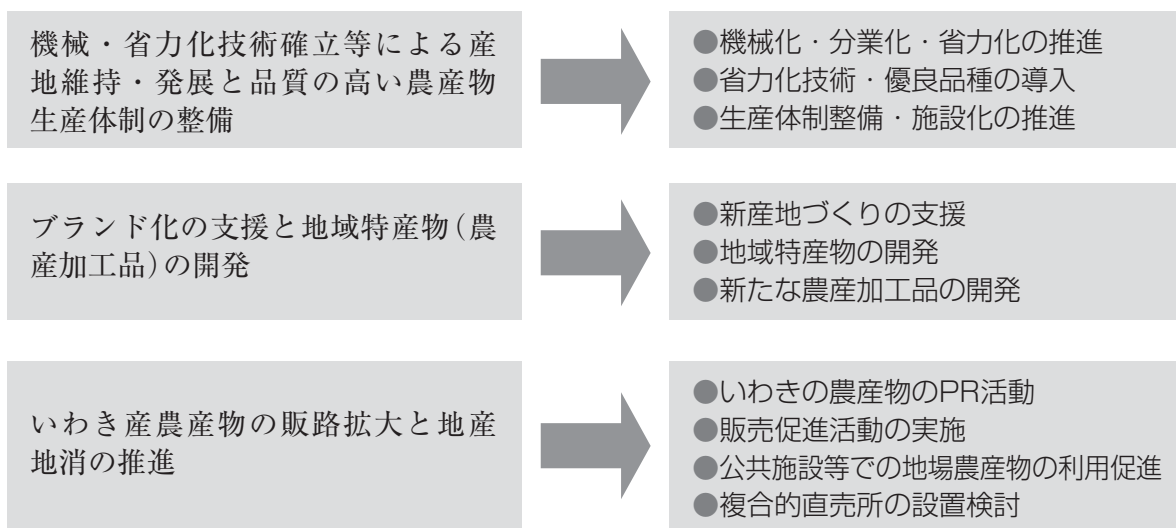 機械・省力化技術確立等による産
地維持・発展と品質の高い農産物
生産体制の整備
●機械化・分業化・省力化の推進
●省力化技術・優良品種の導入
●生産体制整備・施設化の推進
ブランド化の支援と地域特産物(農
産加工品)の開発
●新産地づくりの支援
●地域特産物の開発
●新たな農産加工品の開発
いわき産農産物の販路拡大と地産
地消の推進
●いわきの農産物のPR活動
●販売促進活動の実施
●公共施設等での地場農産物の利用促進
●複合的直売所の設置検討